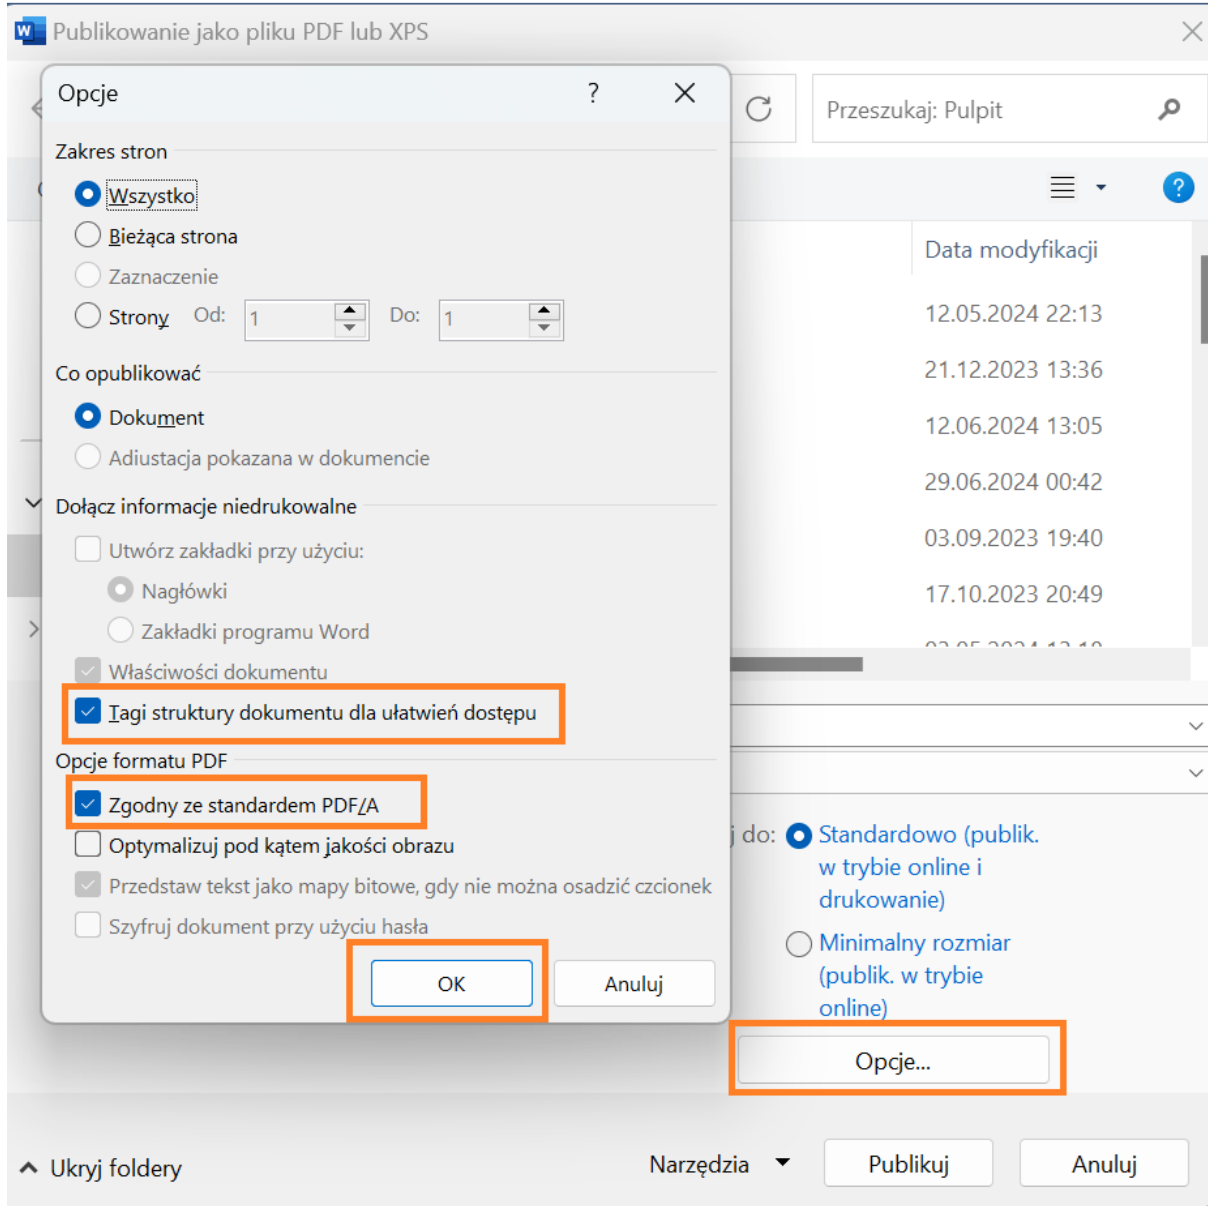 Publikowanie jako pliku PDF lub XPS
Opcje
?
Przeszukaj: Pulpit
Zakres stron
Wszystko
Bieżąca strona
Zaznaczenie
Strony Od: 1 Do: 1
Co opublikować
Dokument
Adiustacja pokazana w dokumencie
Dołącz informacje niedrukowalne
Utwórz zakładki przy użyciu:
Nagłówki
Zakładki programu Word
Właściwości dokumentu
Tagi struktury dokumentu dla ułatwień dostępu
Opcje formatu PDF
Zgodny ze standardem PDF/A
Optymalizuj pod kątem jakości obrazu
Przedstaw tekst jako mapy bitowe, gdy nie można osadzić czcionek
Szyfruj dokument przy użyciu hasła
OK
Anuluj
?
Data modyfikacji
12.05.2024 22:13
21.12.2023 13:36
12.06.2024 13:05
29.06.2024 00:42
03.09.2023 19:40
17.10.2023 20:49
do:
Standardowo (publik.
w trybie online i
drukowanie)
Minimalny rozmiar
(publik. w trybie
online)
Opcje...
Ukryj foldery
Narzędzia
Publikuj
Anuluj